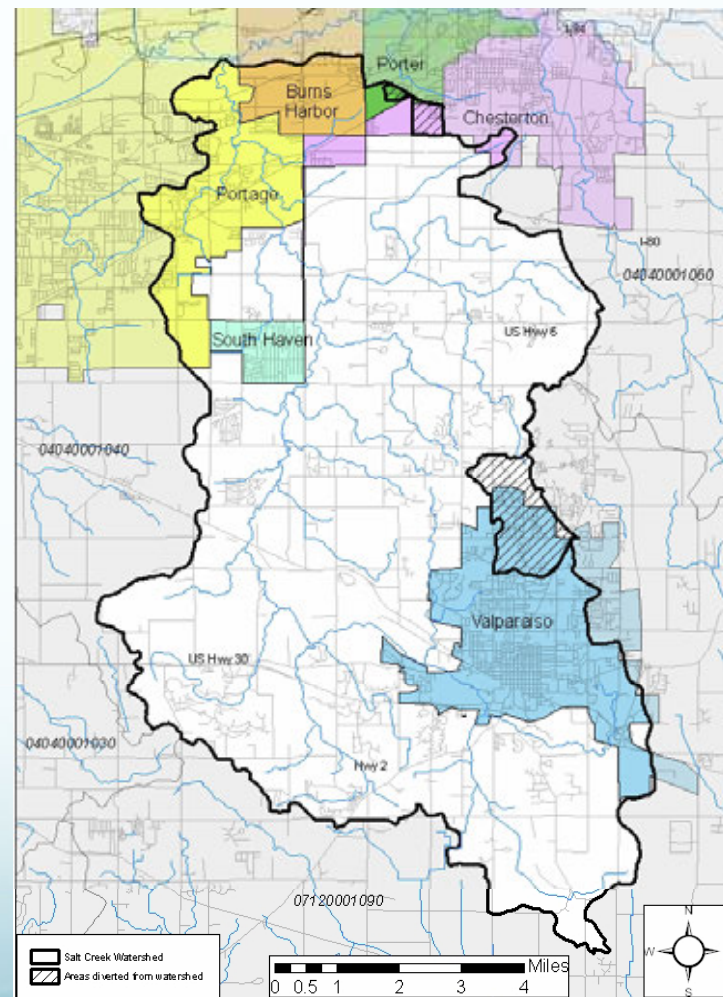 I-94
Porter
Burns
Harbor
Chesterton
Portage
I-80
04040001060
US Hwy 6
South Haven
04040001040
Valparaiso
US Hwy 30
04040001030
Hwy 2
07120001090
Salt Creek Watershed
Areas diverted from watershed
Miles
0 0.5 1 2 3 4
N
W E
S